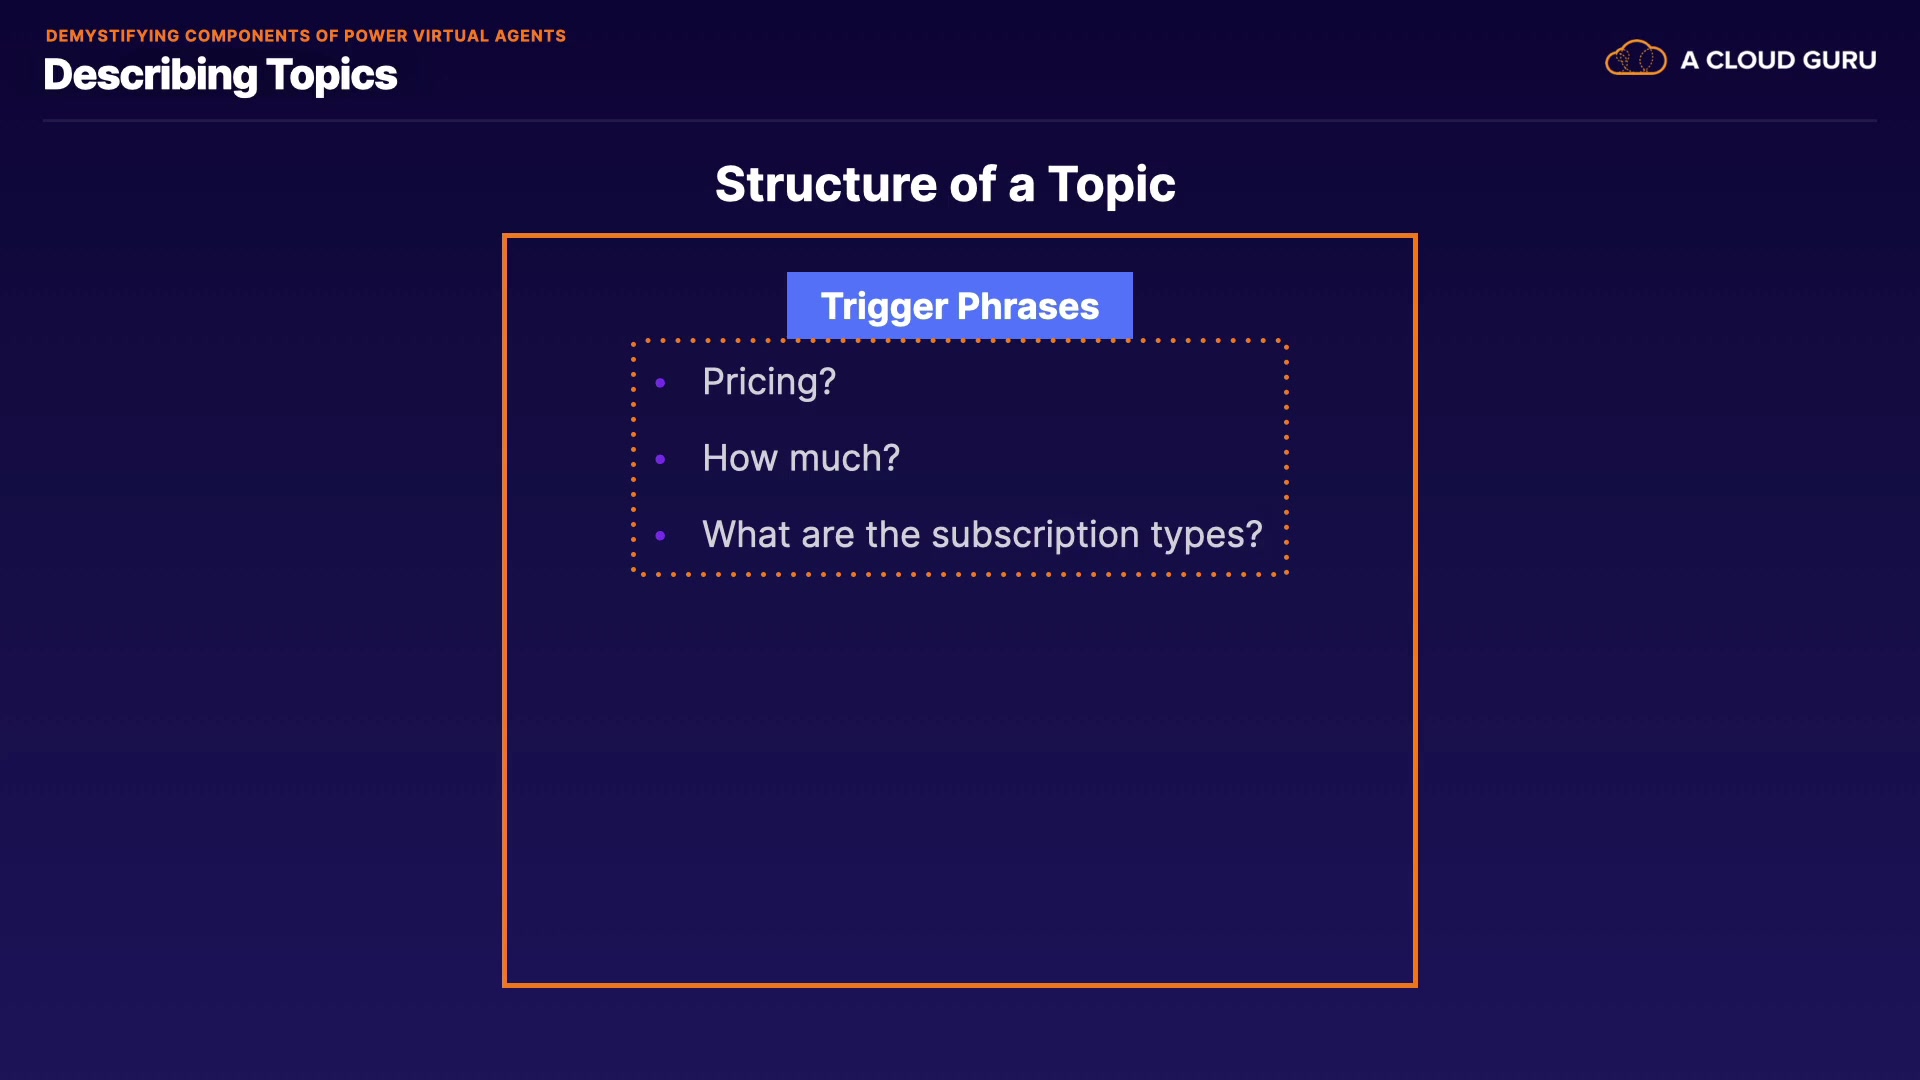 DEMYSTIFYING COMPONENTS OF POWER VIRTUAL AGENTS
Describing Topics
A CLOUD GURU
Structure of a Topic
Trigger Phrases
• Pricing?
• How much?
• What are the subscription types?